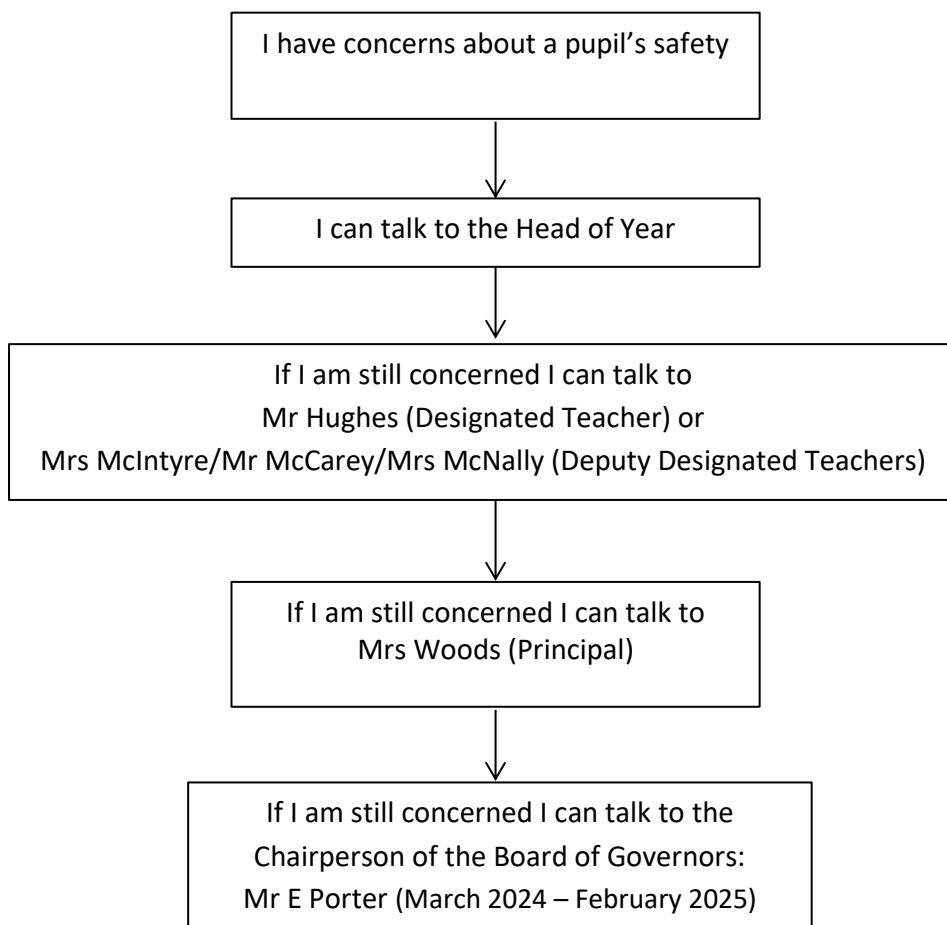 I have concerns about a pupil’s safety
I can talk to the Head of Year
If I am still concerned I can talk to
Mr Hughes (Designated Teacher) or
Mrs McIntyre/Mr McCarey/Mrs McNally (Deputy Designated Teachers)
If I am still concerned I can talk to
Mrs Woods (Principal)
If I am still concerned I can talk to the
Chairperson of the Board of Governors:
Mr E Porter (March 2024 – February 2025)